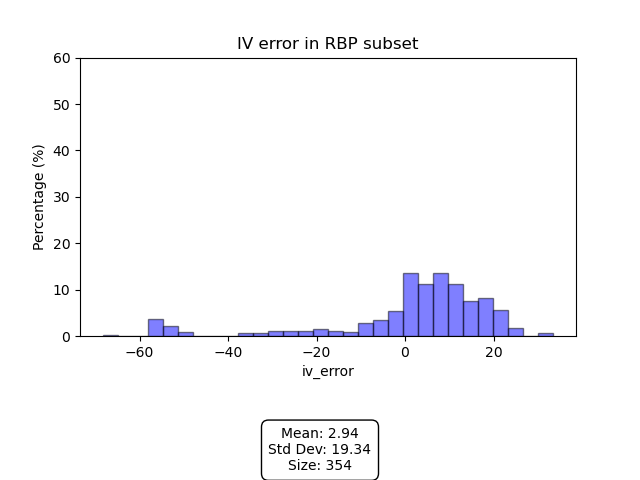 IV error in RBP subset
60
50
40
30
20
10
0
Percentage (%)
−60
−40
−20
0
20
iv_error
Mean: 2.94
Std Dev: 19.34
Size: 354